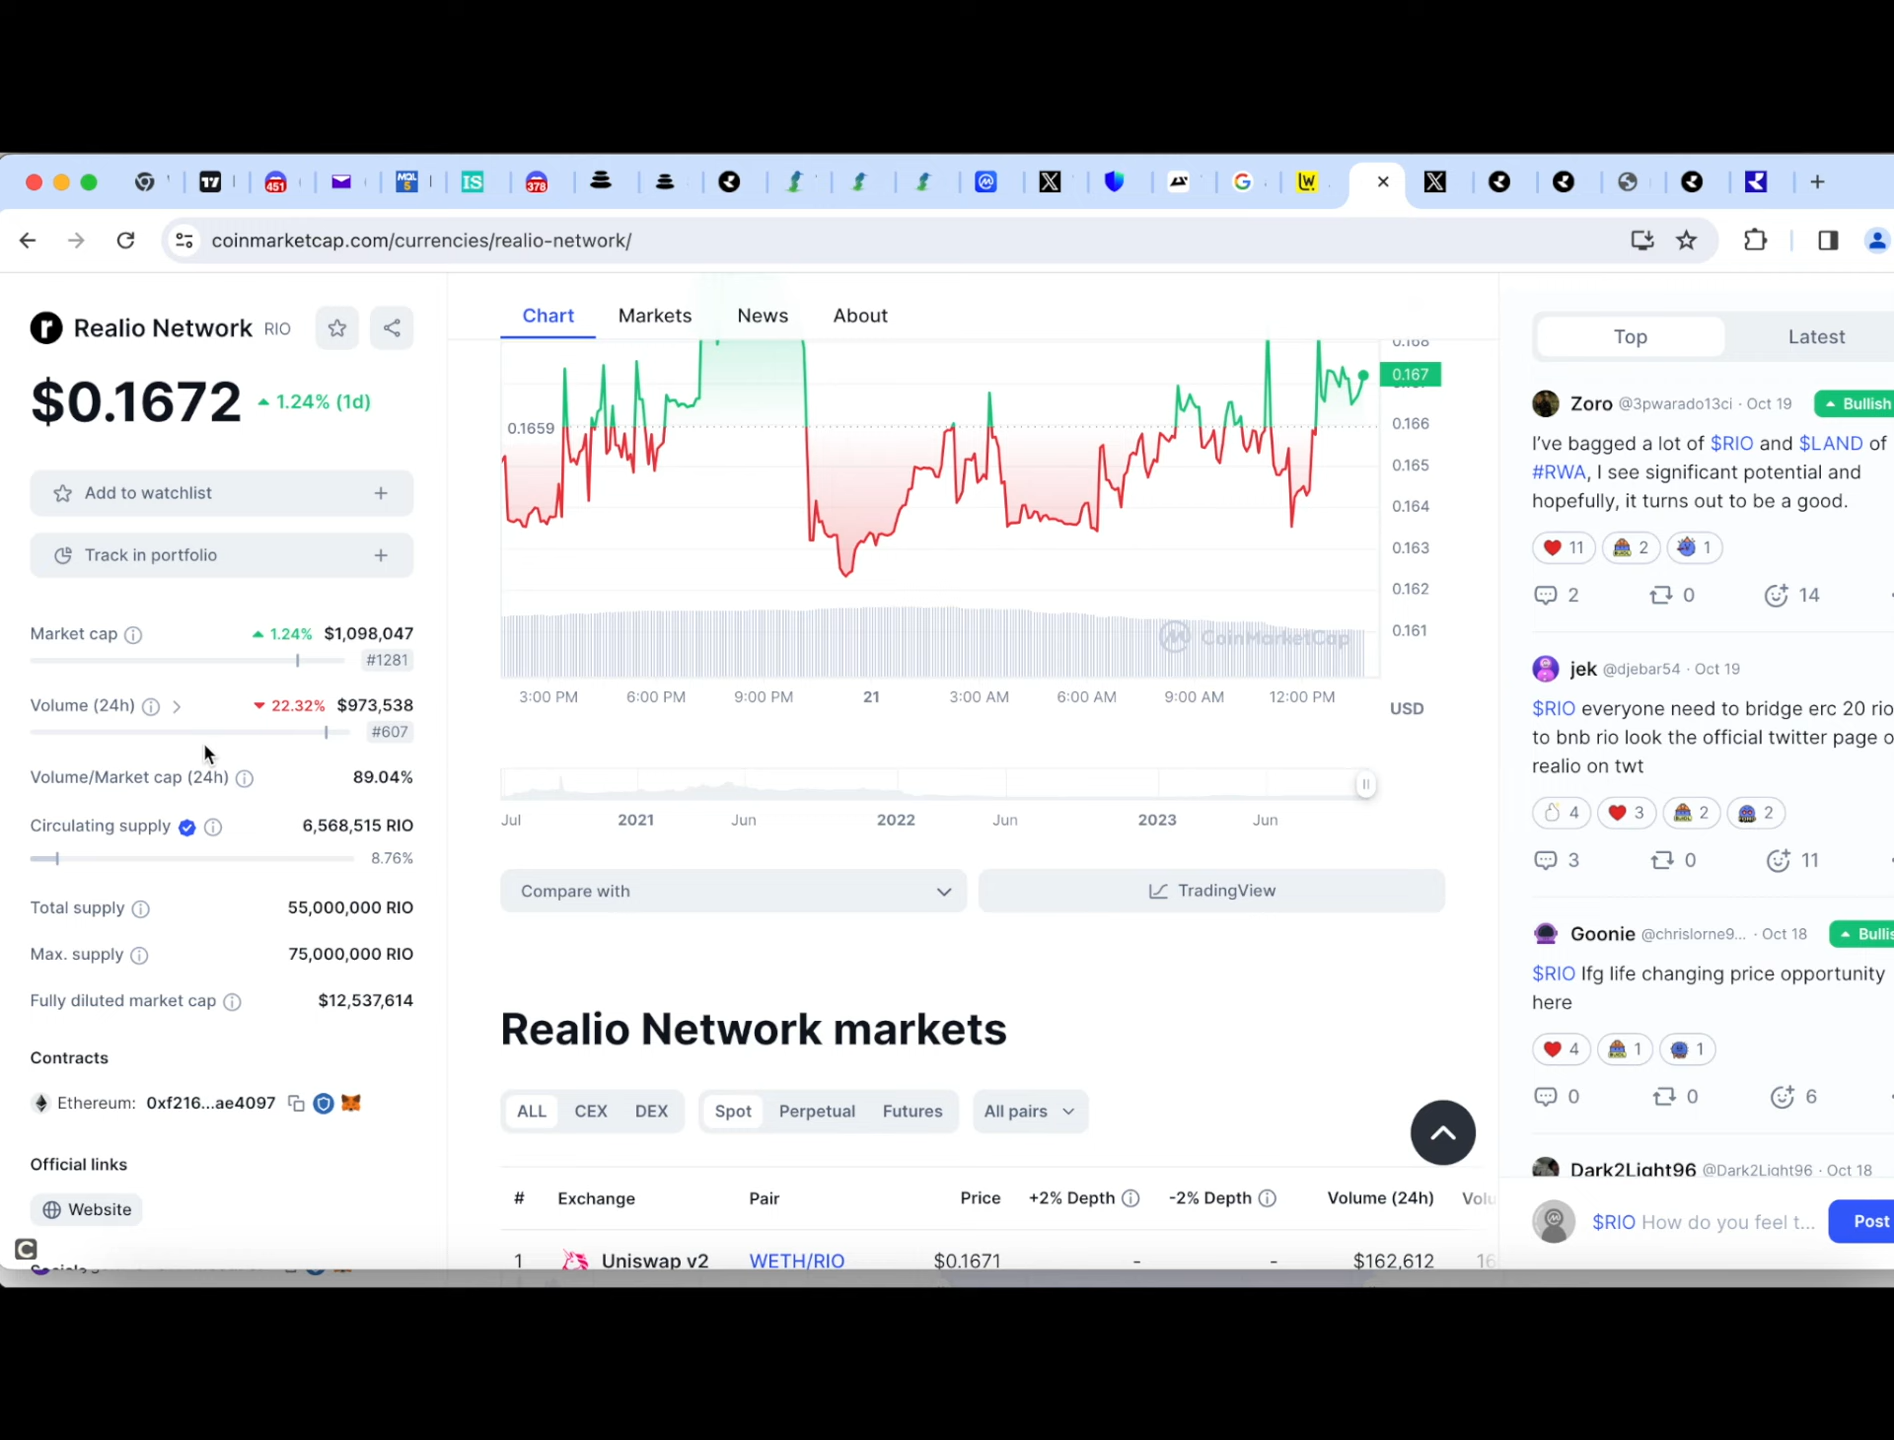 451
MQL
5
IS
378
LW
coinmarketcap.com/currencies/realio-network/
Realio Network RIO
$0.1672 1.24% (1d)
Add to watchlist +
Track in portfolio +
Market cap 1.24% $1,098,047
#1281
Volume (24h) 22.32% $973,538
#607
Volume/Market cap (24h) 89.04%
Circulating supply 6,568,515 RIO
8.76%
Total supply 55,000,000 RIO
Max. supply 75,000,000 RIO
Fully diluted market cap $12,537,614
Contracts
Ethereum: 0xf216...ae4097
Official links
Website
Chart Markets News About
0.168
0.167
0.1659
0.166
0.165
0.164
0.163
0.162
0.161
CoinMarketCap
3:00 PM 6:00 PM 9:00 PM 21 3:00 AM 6:00 AM 9:00 AM 12:00 PM
USD
Jul 2021 Jun 2022 Jun 2023 Jun
Compare with
TradingView
Realio Network markets
ALL CEX DEX Spot Perpetual Futures All pairs
# Exchange Pair Price +2% Depth -2% Depth Volume (24h) Volu
1 Uniswap v2 WETH/RIO $0.1671 - - $162,612 16
Top Latest
Zoro @3pwarado13ci · Oct 19 Bullish
I've bagged a lot of $RIO and $LAND of
#RWA, I see significant potential and
hopefully, it turns out to be a good.
11 2 1
2 0 14
jek @djebar54 · Oct 19
$RIO everyone need to bridge erc 20 rio
to bnb rio look the official twitter page o
realio on twt
4 3 2 2
3 0 11
Goonie @chrislorne9... · Oct 18 Bullis
$RIO lfg life changing price opportunity
here
4 1 1
0 0 6
Dark2Light96 @Dark2Light96 · Oct 18
$RIO How do you feel t... Post